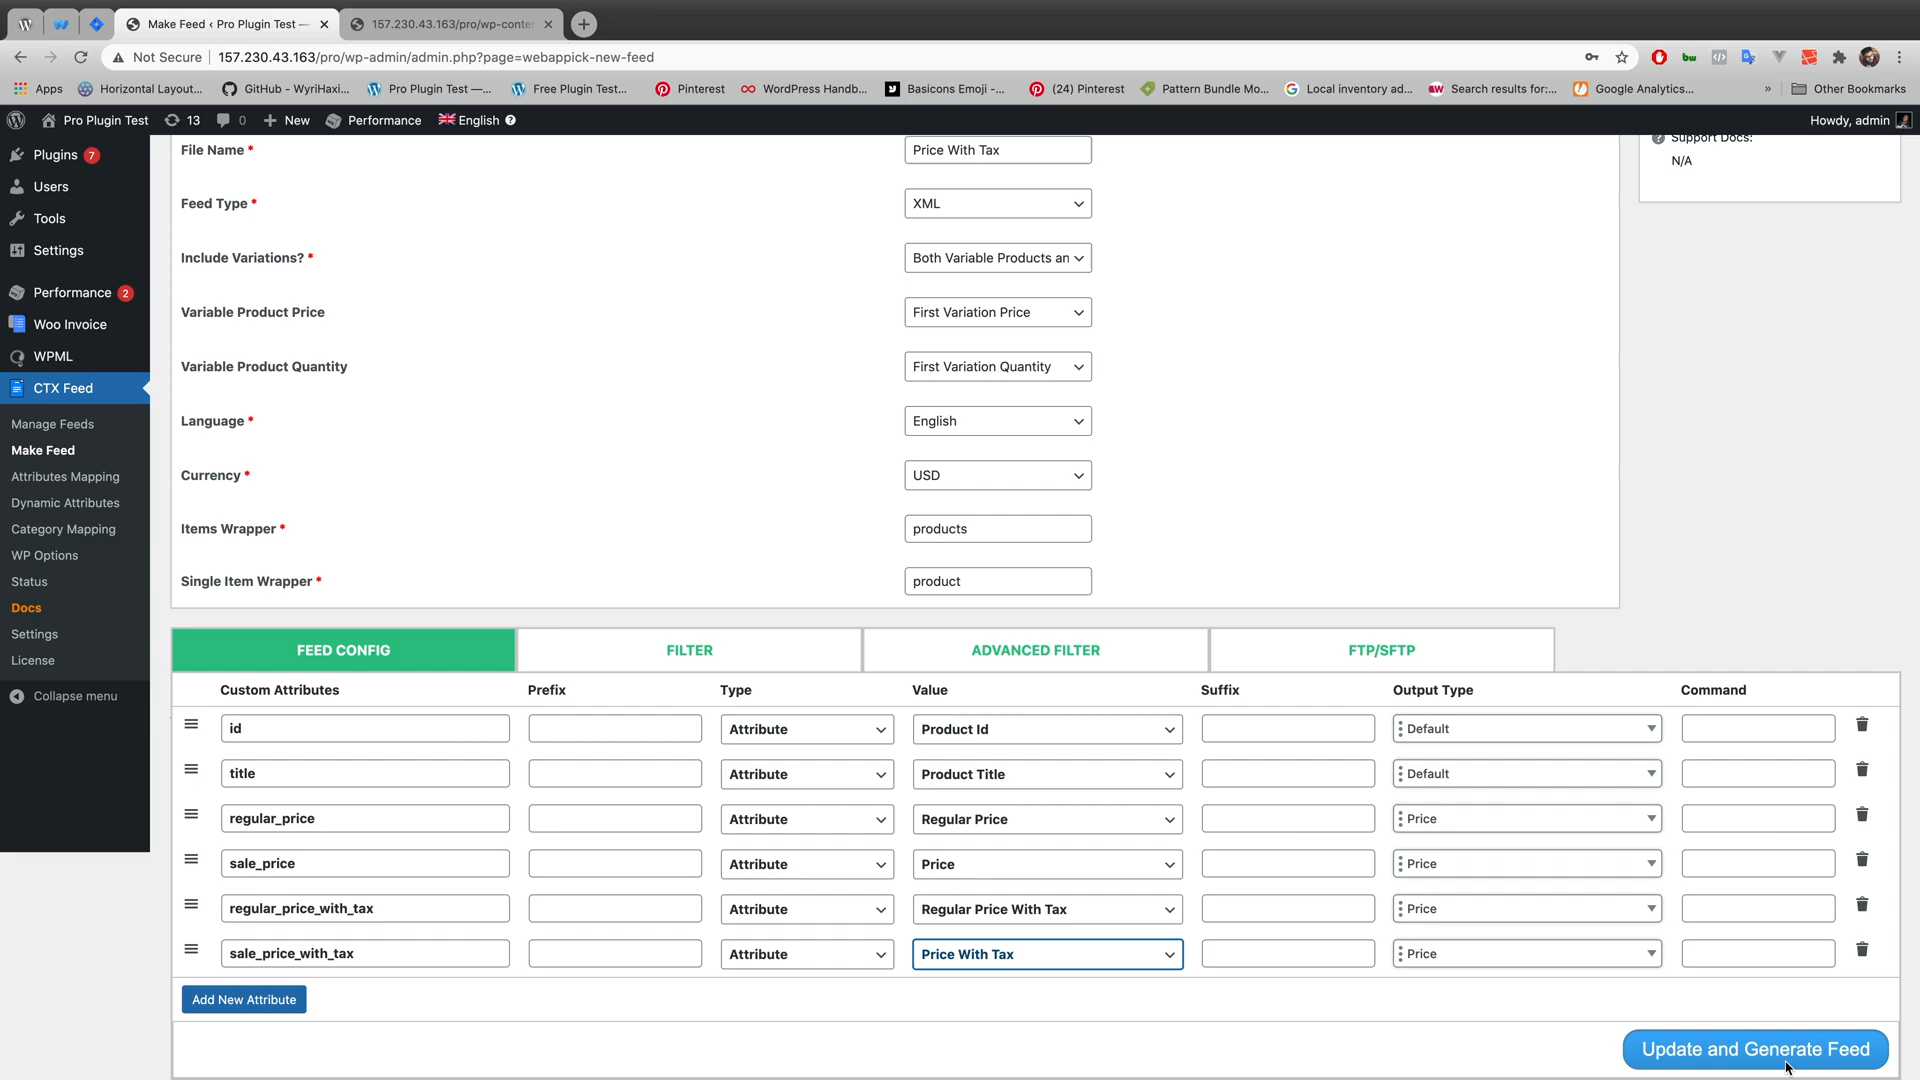 Make Feed ‹ Pro Plugin Test —
157.230.43.163/pro/wp-conte
Not Secure
157.230.43.163/pro/wp-admin/admin.php?page=webappick-new-feed
Apps
Horizontal Layout...
GitHub - WyriHaxi...
Pro Plugin Test —...
Free Plugin Test...
Pinterest
WordPress Handb...
Basicons Emoji -...
(24) Pinterest
Pattern Bundle Mo...
Local inventory ad...
Search results for:...
Google Analytics...
»
Other Bookmarks
Pro Plugin Test
13
0
New
Performance
English
Howdy, admin
Plugins 7
Users
Tools
Settings
Performance 2
Woo Invoice
WPML
CTX Feed
Manage Feeds
Make Feed
Attributes Mapping
Dynamic Attributes
Category Mapping
WP Options
Status
Docs
Settings
License
Collapse menu
File Name * Price With Tax
Feed Type * XML
Include Variations? * Both Variable Products an
Variable Product Price First Variation Price
Variable Product Quantity First Variation Quantity
Language * English
Currency * USD
Items Wrapper * products
Single Item Wrapper * product
Support Docs:
N/A
FEED CONFIG FILTER ADVANCED FILTER FTP/SFTP
Custom Attributes Prefix Type Value Suffix Output Type Command
id Attribute Product Id Default
title Attribute Product Title Default
regular_price Attribute Regular Price Price
sale_price Attribute Price Price
regular_price_with_tax Attribute Regular Price With Tax Price
sale_price_with_tax Attribute Price With Tax Price
Add New Attribute
Update and Generate Feed